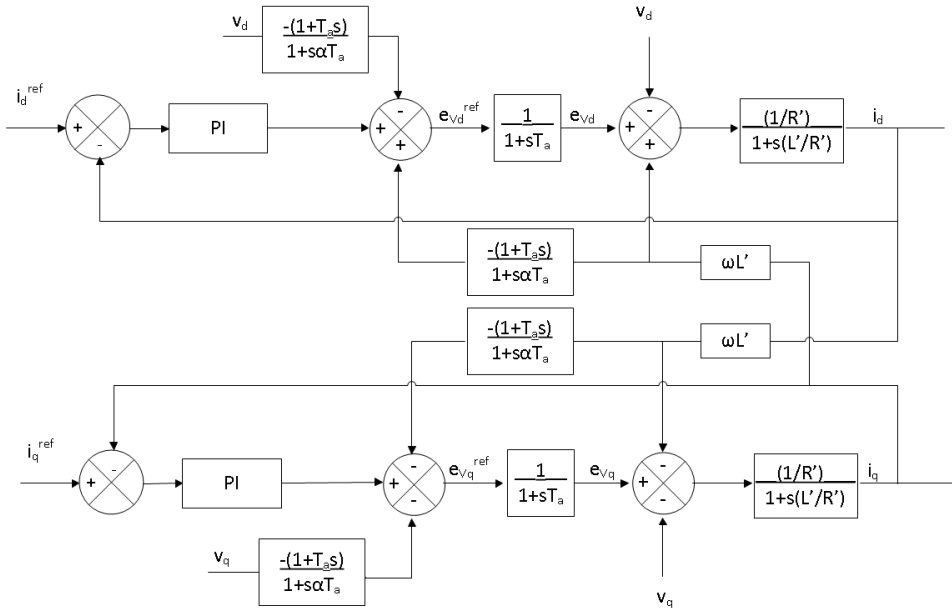 v_d
-(1+T_a s)
1+sαT_a
v_d
i_d^ref
+
-
PI
+
-
+
e_Vd^ref
1
1+sT_a
e_Vd
+
-
+
(1/R’)
1+s(L’/R’)
i_d
-(1+T_a s)
1+sαT_a
ωL’
-(1+T_a s)
1+sαT_a
ωL’
i_q^ref
+
-
PI
+
-
-
e_Vq^ref
1
1+sT_a
e_Vq
+
-
-
(1/R’)
1+s(L’/R’)
i_q
v_q
-(1+T_a s)
1+sαT_a
v_q